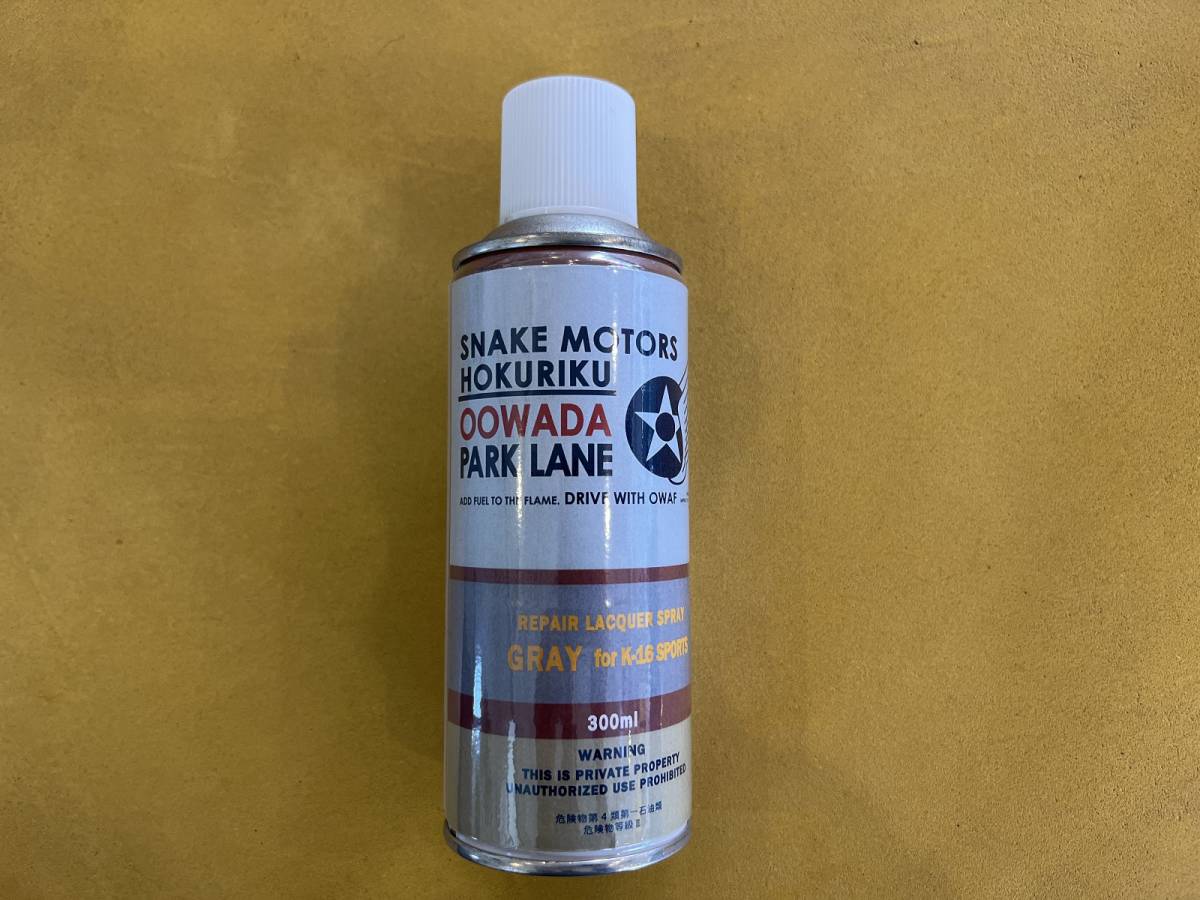 SNAKE MOTORS
HOKURIKU
OOWADA
PARK LANE
ADD FUEL TO THE FLAME. DRIVE WITH OWAF
REPAIR LACQUER SPRAY
GRAY for K-16 SPORTS
300ml
WARNING
THIS IS PRIVATE PROPERTY
UNAUTHORIZED USE PROHIBITED
危険物第4類第一石油類
危険物等級Ⅱ